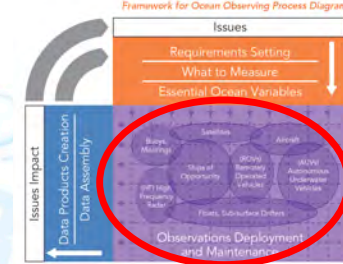 Framework for Ocean Observing Process Diagram
Issues
Requirements Setting
What to Measure
Essential Ocean Variables
Issues Impact
Data Products Creation
Data Assembly
Satellites
Buoys,
Moorings
Aircraft
Ships of
Opportunity
(ROVs)
Remotely
Operated
Vehicles
(AUVs)
Autonomous
Underwater
Vehicles
(HF) High
Frequency
Radar
Floats, Subsurface Drifters
Observations Deployment
and Maintenance